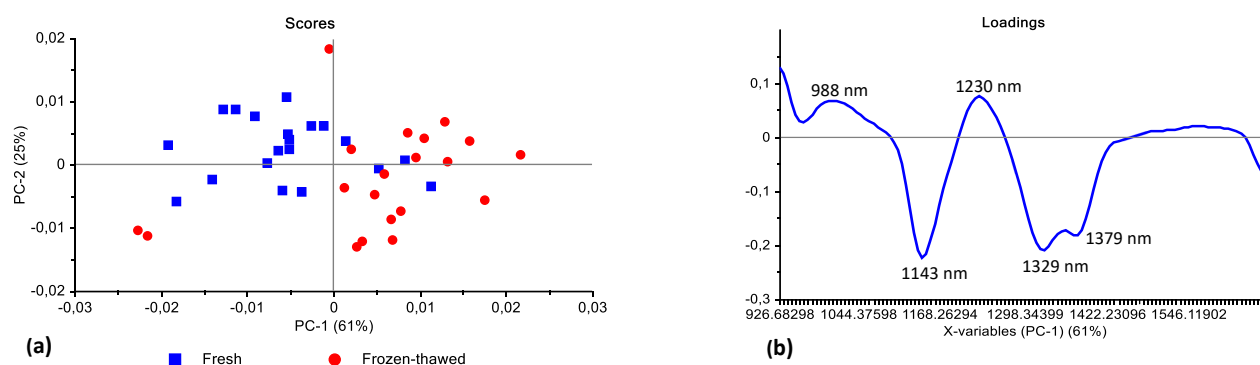 Scores
0,02
0,01
0
-0,01
-0,02
PC-2 (25%)
-0,03 -0,02 -0,01 0 0,01 0,02 0,03
PC-1 (61%)
(a)
Fresh Frozen-thawed
Loadings
0,1
0
-0,1
-0,2
-0,3
988 nm
1230 nm
1143 nm
1329 nm
1379 nm
926.68298 1044.37598 1168.26294 1298.34399 1422.23096 1546.11902
X-variables (PC-1) (61%)
(b)